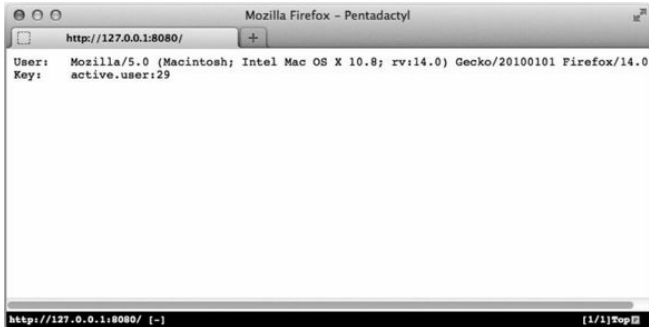 Mozilla Firefox – Pentadactyl
http://127.0.0.1:8080/
+
User: Mozilla/5.0 (Macintosh; Intel Mac OS X 10.8; rv:14.0) Gecko/20100101 Firefox/14.0
Key: active.user:29
http://127.0.0.1:8080/ [-] [1/1]Top